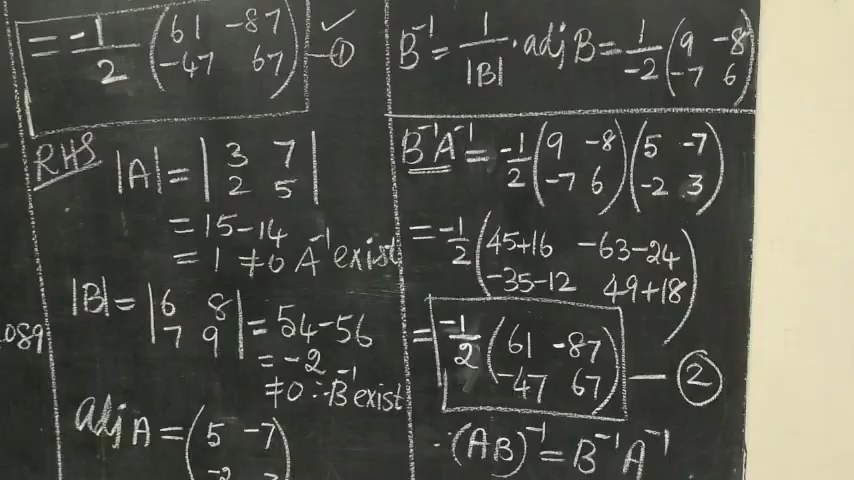 = -1/2 (61 -87
-47 67) — ①
✓
RHS
|A| = |3 7
2 5|
= 15-14
= 1 ≠ 0 A⁻¹ exist
|B| = |6 8
7 9| = 54-56
= -2
≠0 ∴ B⁻¹ exist
adj A = (5 -7
-2
.089
B⁻¹ = 1/|B| · adj B = 1/-2 (9 -8
-7 6)
B⁻¹A⁻¹ = -1/2 (9 -8
-7 6) (5 -7
-2 3)
= -1/2 (45+16 -63-24
-35-12 49+18)
= -1/2 (61 -87
-47 67) — ②
·(AB)⁻¹ = B⁻¹A⁻¹